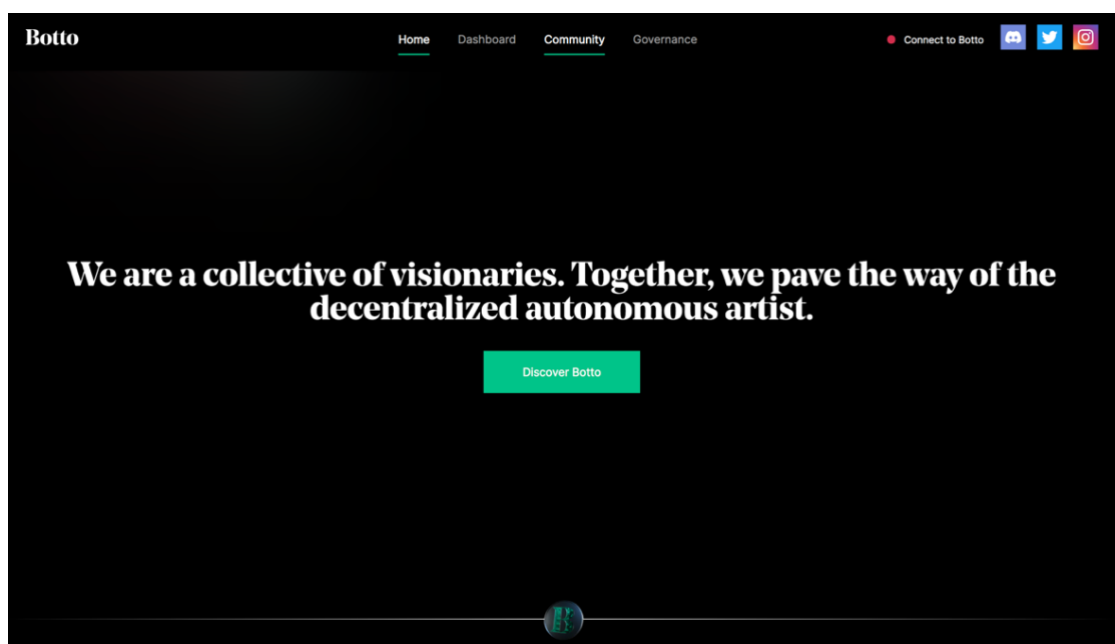 Botto
Home
Dashboard
Community
Governance
Connect to Botto
We are a collective of visionaries. Together, we pave the way of the
decentralized autonomous artist.
Discover Botto